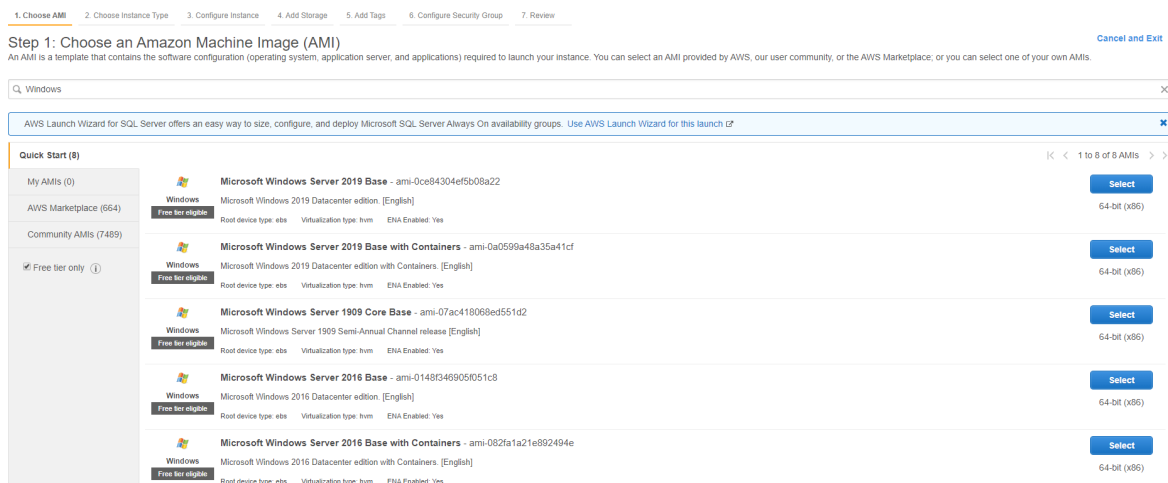 1. Choose AMI 2. Choose Instance Type 3. Configure Instance 4. Add Storage 5. Add Tags 6. Configure Security Group 7. Review
Step 1: Choose an Amazon Machine Image (AMI)
Cancel and Exit
An AMI is a template that contains the software configuration (operating system, application server, and applications) required to launch your instance. You can select an AMI provided by AWS, our user community, or the AWS Marketplace; or you can select one of your own AMIs.
Windows
AWS Launch Wizard for SQL Server offers an easy way to size, configure, and deploy Microsoft SQL Server Always On availability groups. Use AWS Launch Wizard for this launch
Quick Start (8)
1 to 8 of 8 AMIs
My AMIs (0)
AWS Marketplace (664)
Community AMIs (7489)
Free tier only
Windows
Free tier eligible
Microsoft Windows Server 2019 Base - ami-0ce84304ef5b08a22
Microsoft Windows 2019 Datacenter edition. [English]
Root device type: ebs Virtualization type: hvm ENA Enabled: Yes
Select
64-bit (x86)
Windows
Free tier eligible
Microsoft Windows Server 2019 Base with Containers - ami-0a0599a48a35a41cf
Microsoft Windows 2019 Datacenter edition with Containers. [English]
Root device type: ebs Virtualization type: hvm ENA Enabled: Yes
Select
64-bit (x86)
Windows
Free tier eligible
Microsoft Windows Server 1909 Core Base - ami-07ac418068ed551d2
Microsoft Windows Server 1909 Semi-Annual Channel release [English]
Root device type: ebs Virtualization type: hvm ENA Enabled: Yes
Select
64-bit (x86)
Windows
Free tier eligible
Microsoft Windows Server 2016 Base - ami-0148f346905f051c8
Microsoft Windows 2016 Datacenter edition. [English]
Root device type: ebs Virtualization type: hvm ENA Enabled: Yes
Select
64-bit (x86)
Windows
Free tier eligible
Microsoft Windows Server 2016 Base with Containers - ami-082fa1a21e892494e
Microsoft Windows 2016 Datacenter edition with Containers. [English]
Root device type: ebs Virtualization type: hvm ENA Enabled: Yes
Select
64-bit (x86)